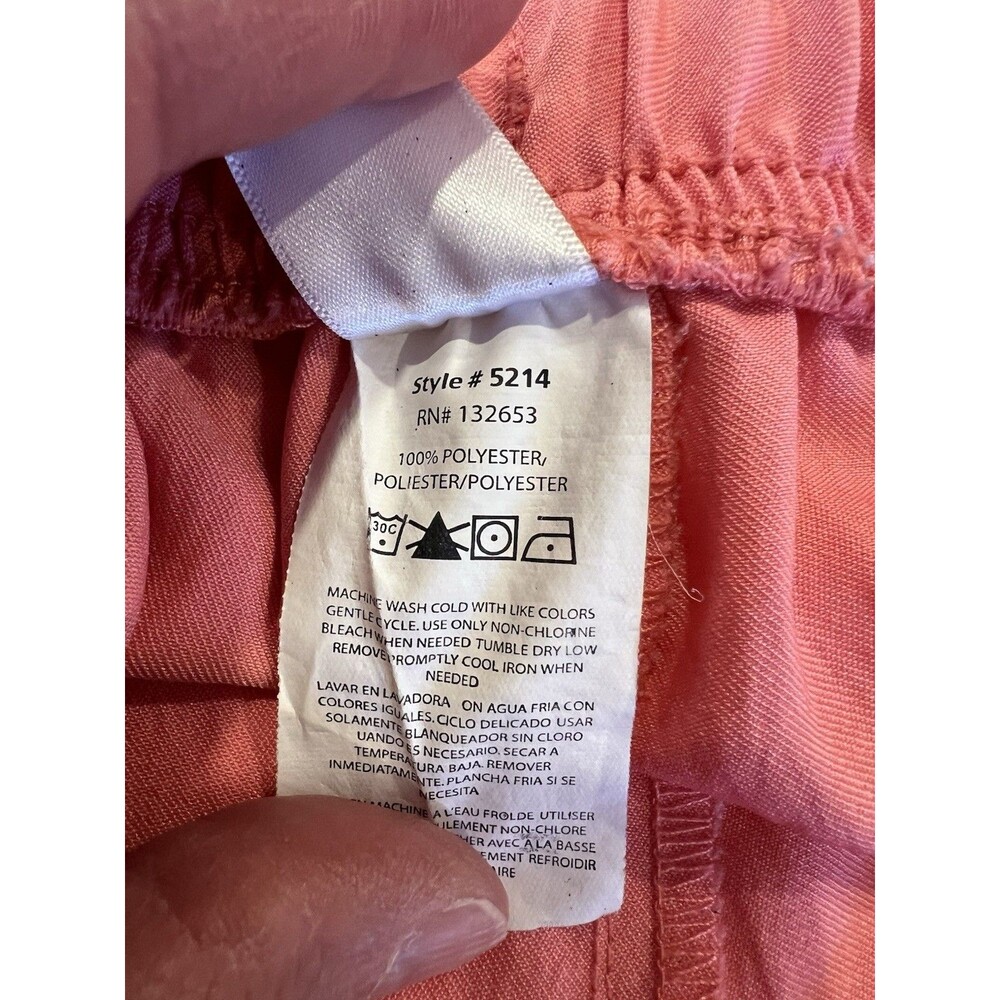 Style # 5214
RN# 132653
100% POLYESTER/
POLIESTER/POLYESTER
30C
MACHINE WASH COLD WITH LIKE COLORS
GENTLE CYCLE. USE ONLY NON-CHLORINE
BLEACH WHEN NEEDED TUMBLE DRY LOW
REMOVE PROMPTLY COOL IRON WHEN
NEEDED
LAVAR EN LAVADORA ON AGUA FRIA CON
COLORES IGUALES. CICLO DELICADO USAR
SOLAMENTE BLANQUEADOR SIN CLORO
UANDO ES NECESARIO. SECAR A
TEMPERATURA BAJA. REMOVER
INMEDIATAMENTE. PLANCHA FRIA SI SE
NECESITA
MACHINE A L'EAU FROLDE UTILISER
NON-CHLORE
AVEC A LA BASSE
REFROIDIR